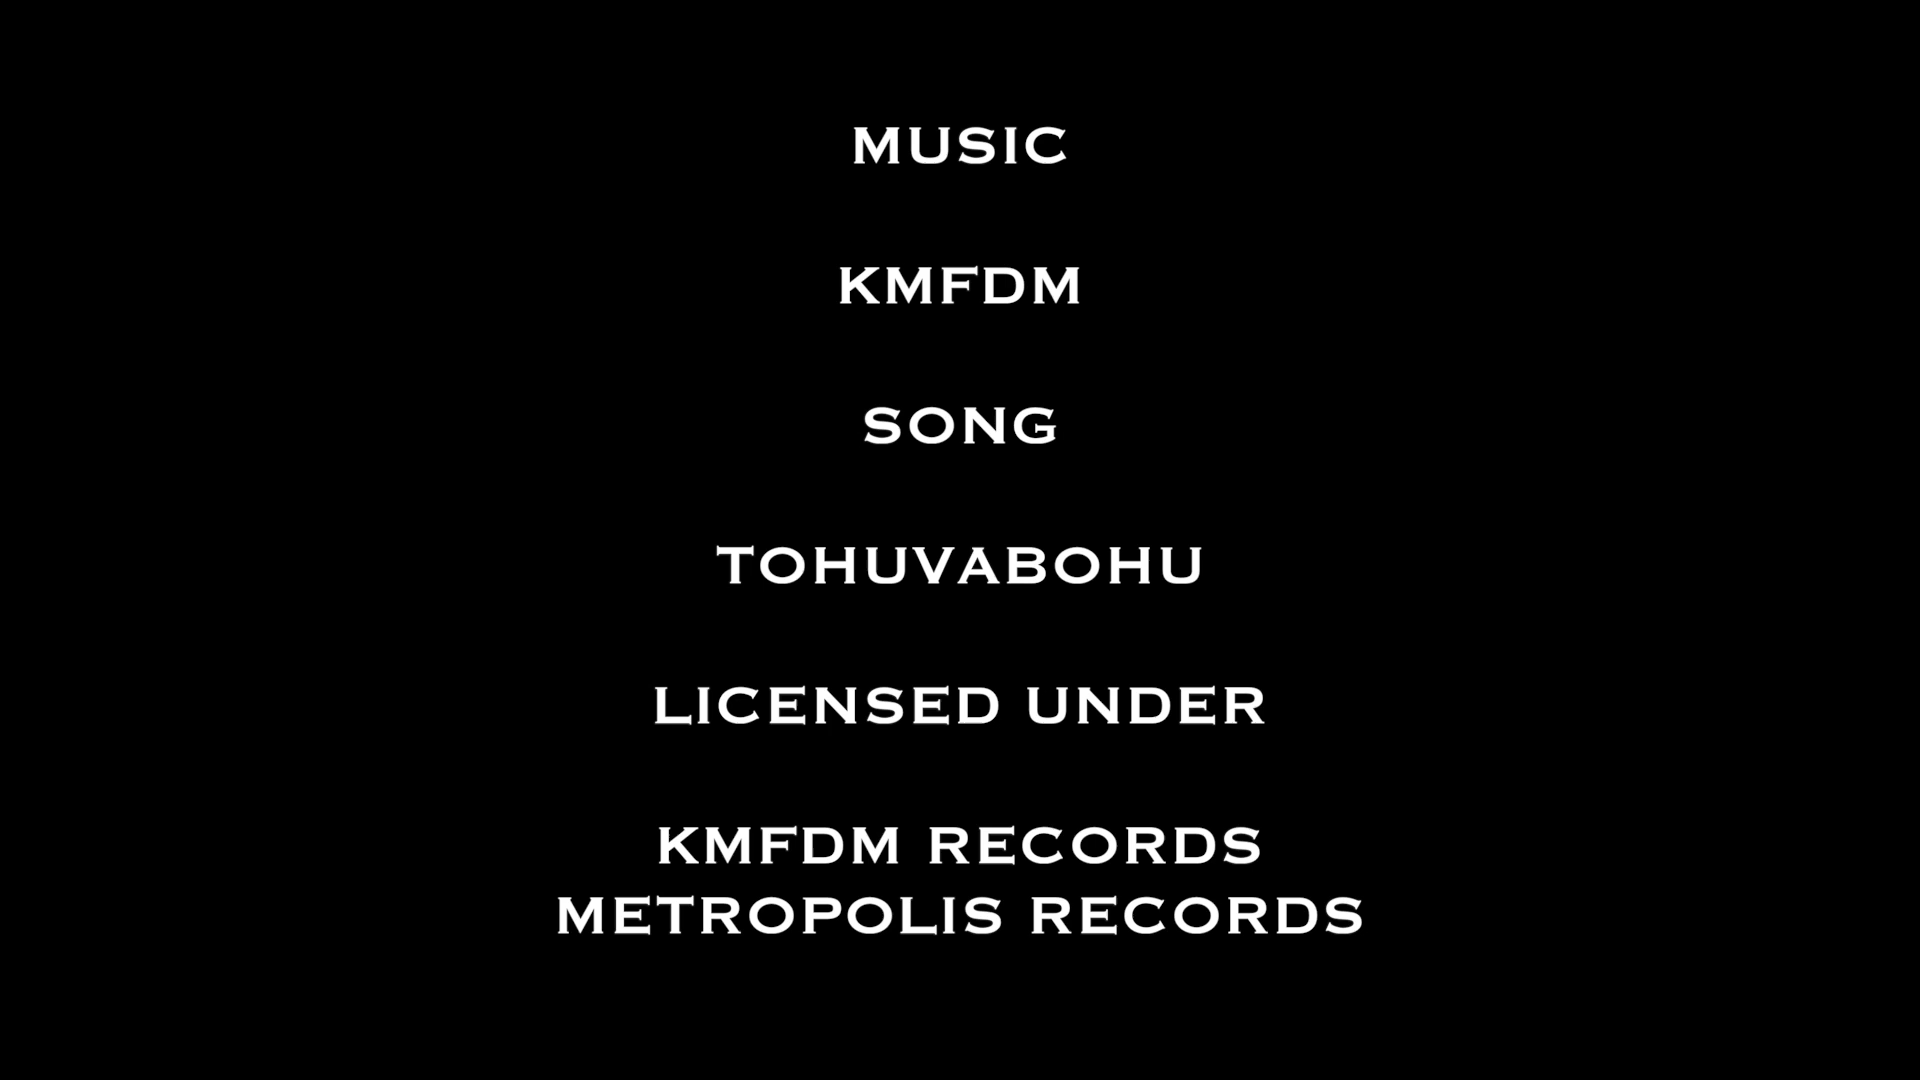 MUSIC
KMFDM
SONG
TOHUVABOHU
LICENSED UNDER
KMFDM RECORDS
METROPOLIS RECORDS